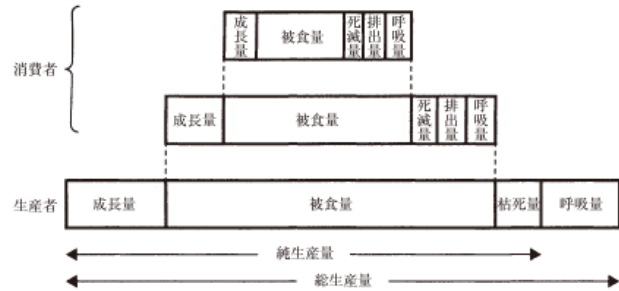 成長量 被食量 死滅量 排出量 呼吸量
消費者
成長量 被食量 死滅量 排出量 呼吸量
生産者 成長量 被食量 枯死量 呼吸量
純生産量
総生産量